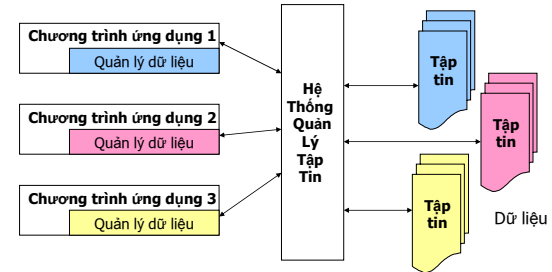 Chương trình ứng dụng 1
Quản lý dữ liệu
Chương trình ứng dụng 2
Quản lý dữ liệu
Chương trình ứng dụng 3
Quản lý dữ liệu
Hệ
Thống
Quản
Lý
Tập
Tin
Tập
tin
Tập
tin
Tập
tin
Dữ liệu